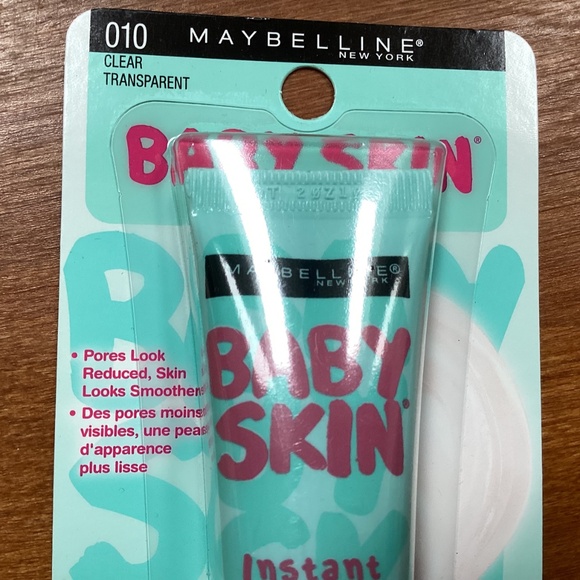 010
CLEAR
TRANSPARENT
MAYBELLINE®
NEW YORK
BABY SKIN®
MAYBELLINE®
NEW YORK
BABY
SKIN®
Instant
• Pores Look
Reduced, Skin
Looks Smoother
• Des pores moins
visibles, une peau
d'apparence
plus lisse